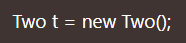 Two t = new Two();